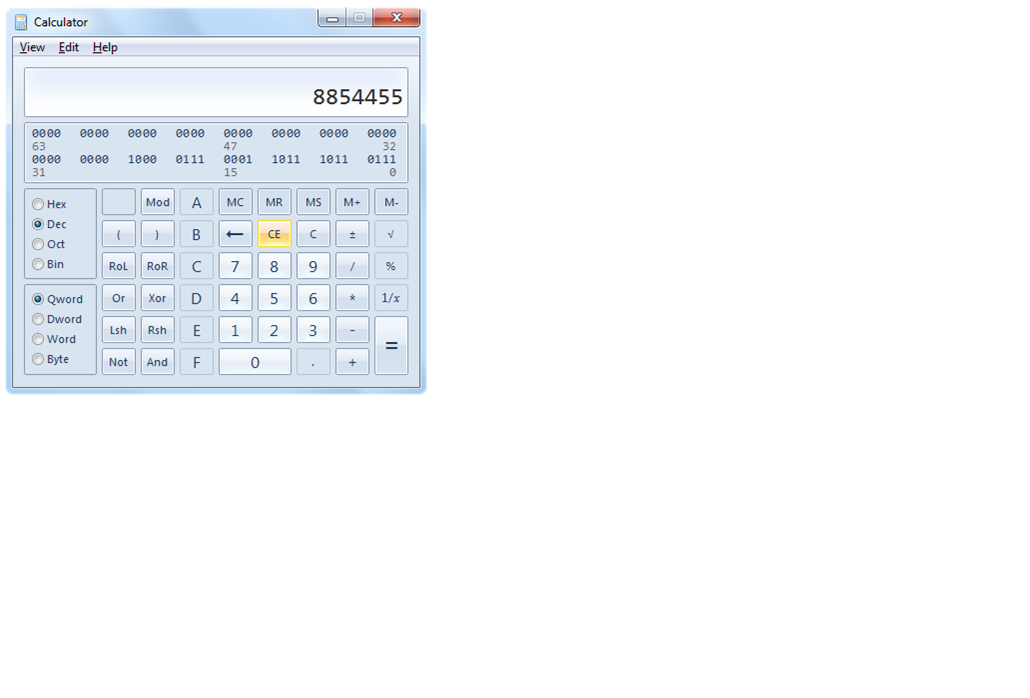 Calculator
View Edit Help
8854455
0000 0000 0000 0000 0000 0000 0000 0000
63 47 32
0000 0000 1000 0111 0001 1011 1011 0111
31 15 0
Hex Mod A MC MR MS M+ M-
Dec ( ) B ← CE C ± √
Oct
Bin RoL RoR C 7 8 9 / %
Qword Or Xor D 4 5 6 * 1/x
Dword
Word Lsh Rsh E 1 2 3 - =
Byte Not And F 0 . +